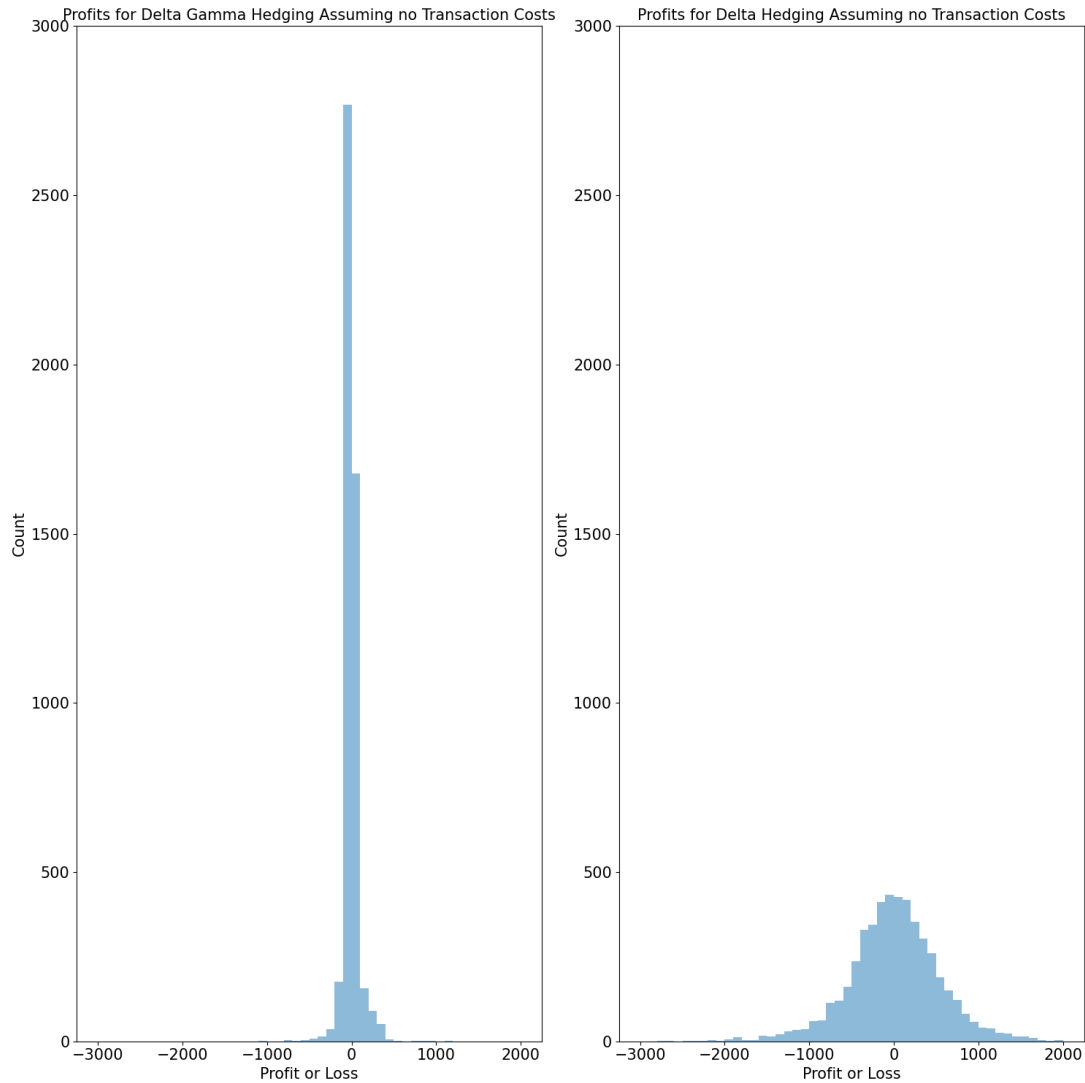 Profits for Delta Gamma Hedging Assuming no Transaction Costs
3000
2500
2000
1500
1000
500
0
Count
−3000 −2000 −1000 0 1000 2000
Profit or Loss
Profits for Delta Hedging Assuming no Transaction Costs
3000
2500
2000
1500
1000
500
0
Count
−3000 −2000 −1000 0 1000 2000
Profit or Loss